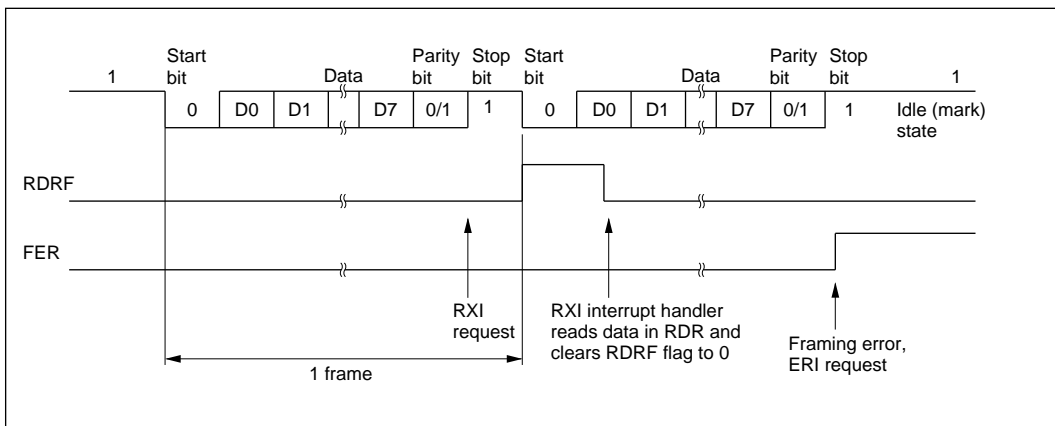 Start bit
Parity bit
Stop bit
Start bit
Parity bit
Stop bit
1
Data
Data
1
0
D0
D1
D7
0/1
1
0
D0
D1
D7
0/1
1
Idle (mark) state
RDRF
FER
RXI request
RXI interrupt handler
reads data in RDR and
clears RDRF flag to 0
Framing error,
ERI request
1 frame